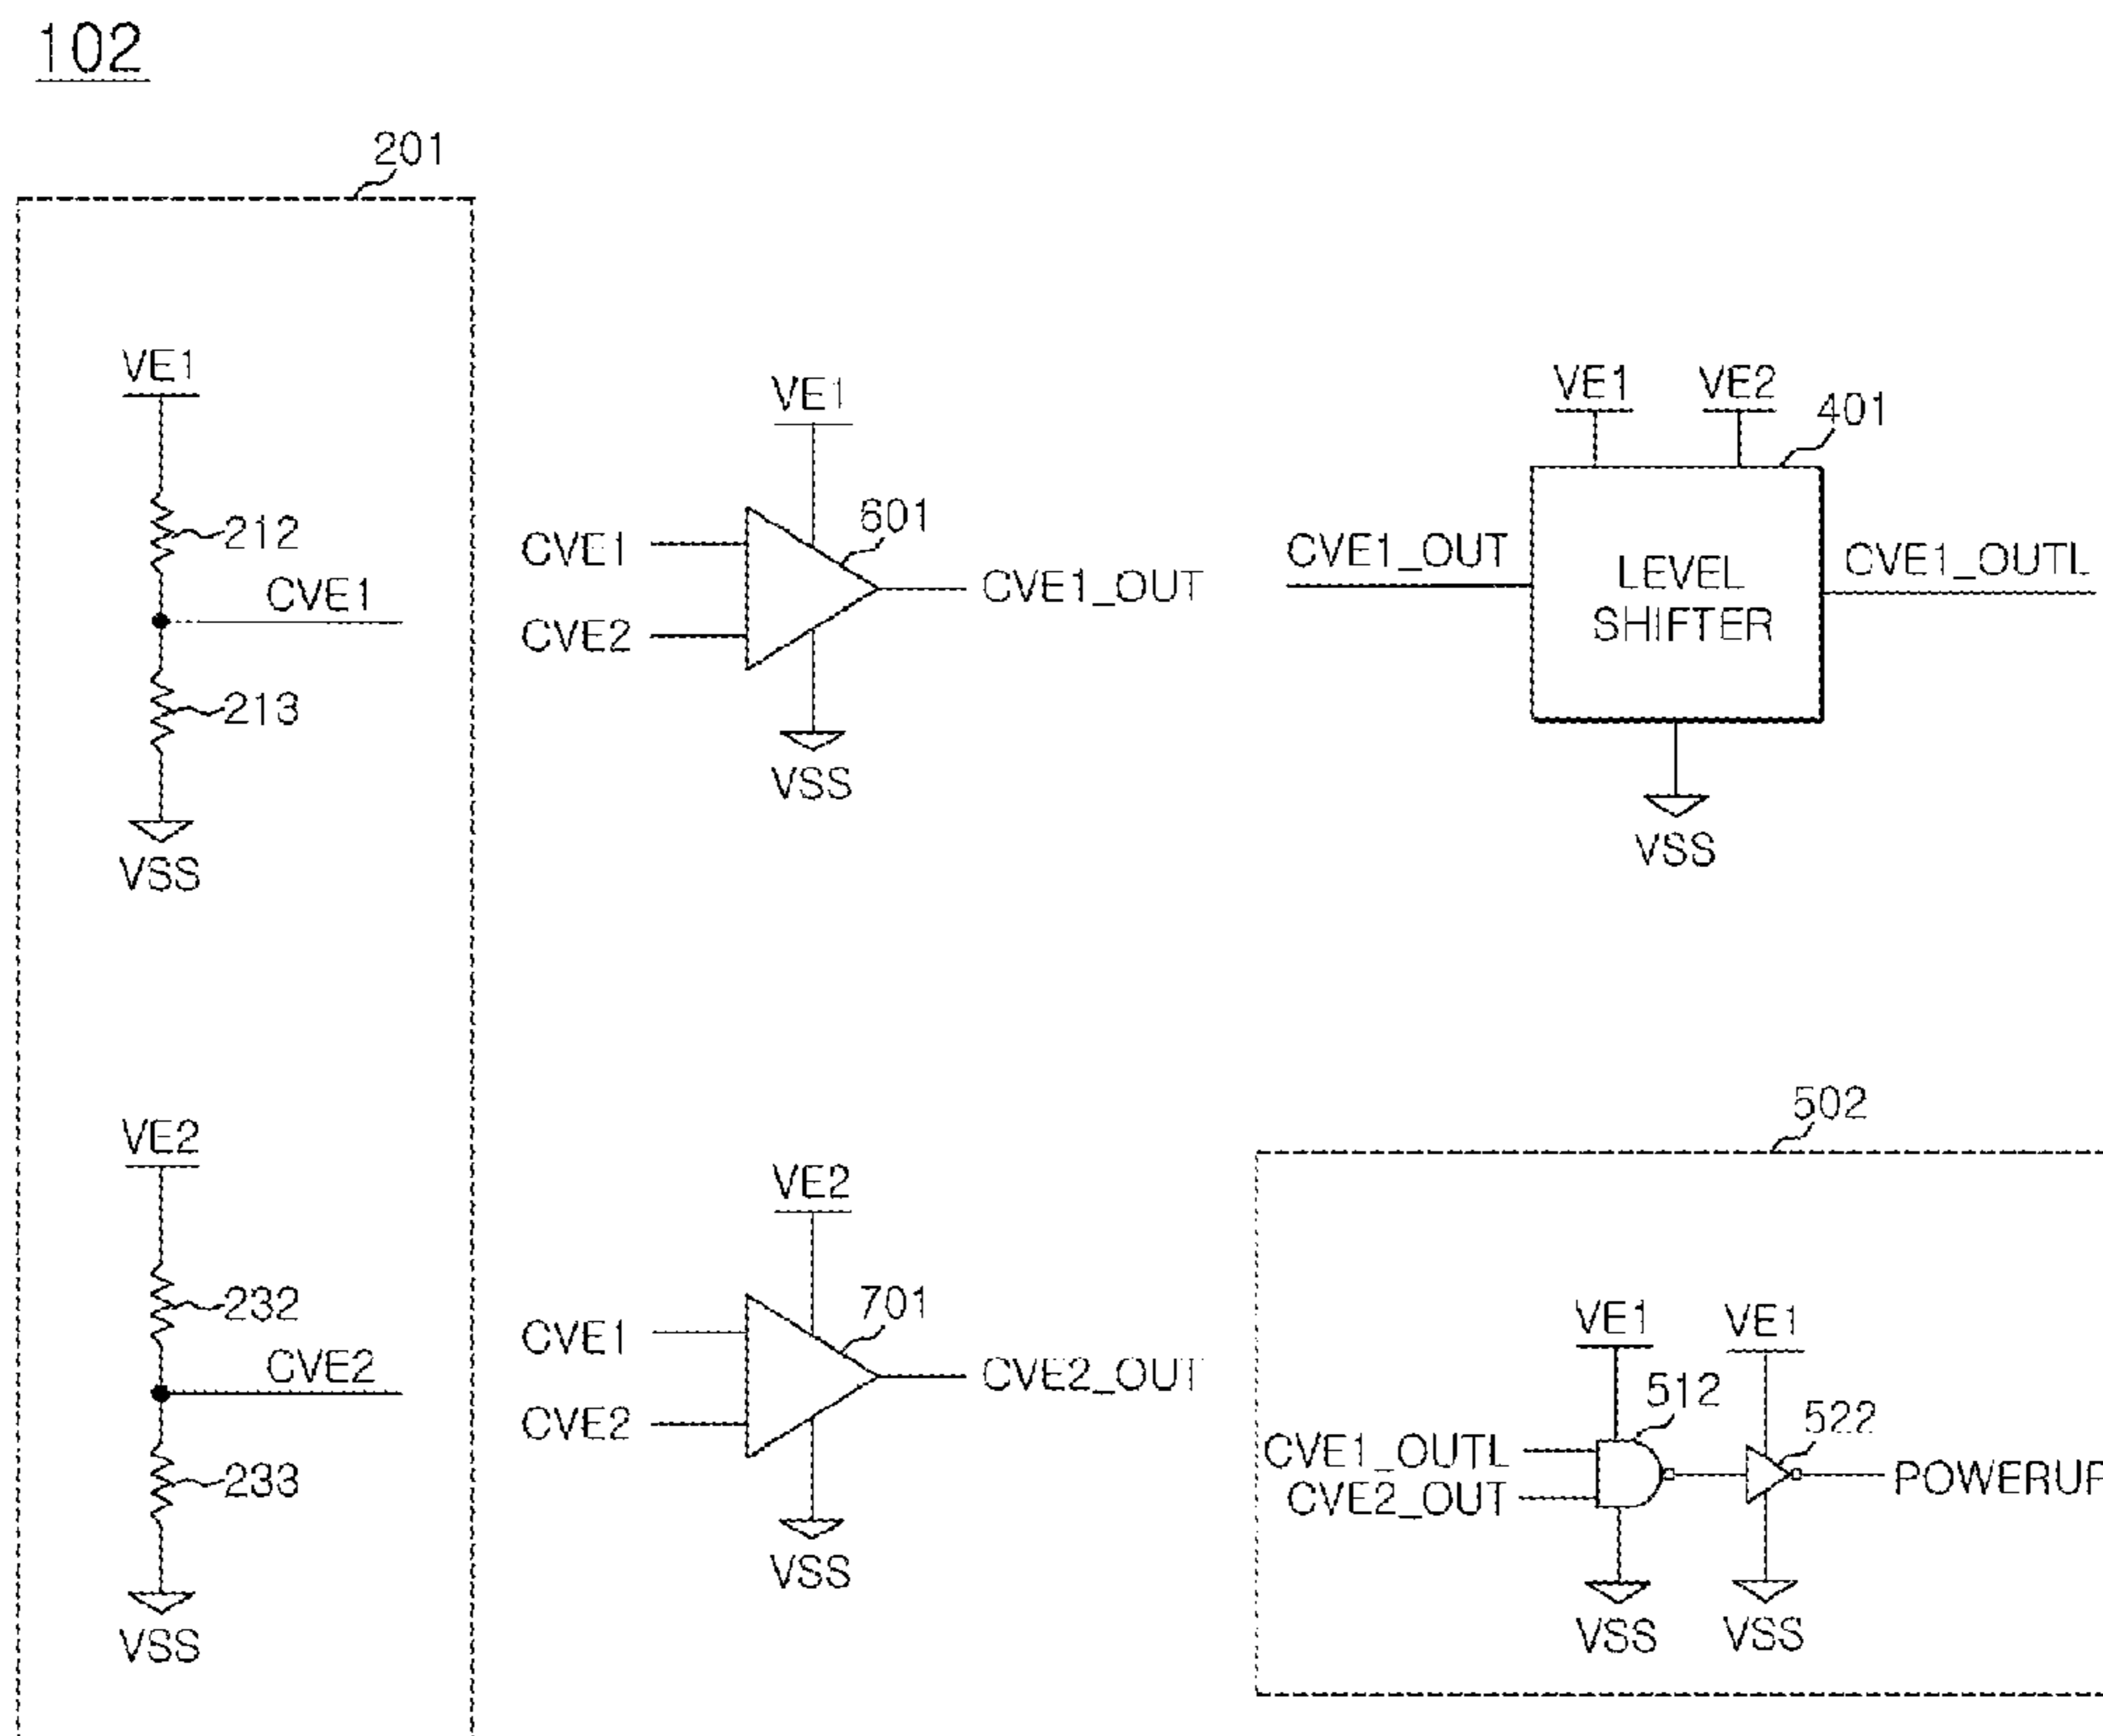 102
201
VE1
212
CVE1
213
VSS
VE2
232
CVE2
233
VSS
VE1
601
CVE1
CVE2
CVE1_OUT
VSS
VE2
701
CVE1
CVE2
CVE2_OUT
VSS
VE1 VE2
401
CVE1_OUT
LEVEL
SHIFTER
CVE1_OUTL
VSS
502
VE1 VE1
512
522
CVE1_OUTL
CVE2_OUT
POWERUP
VSS VSS